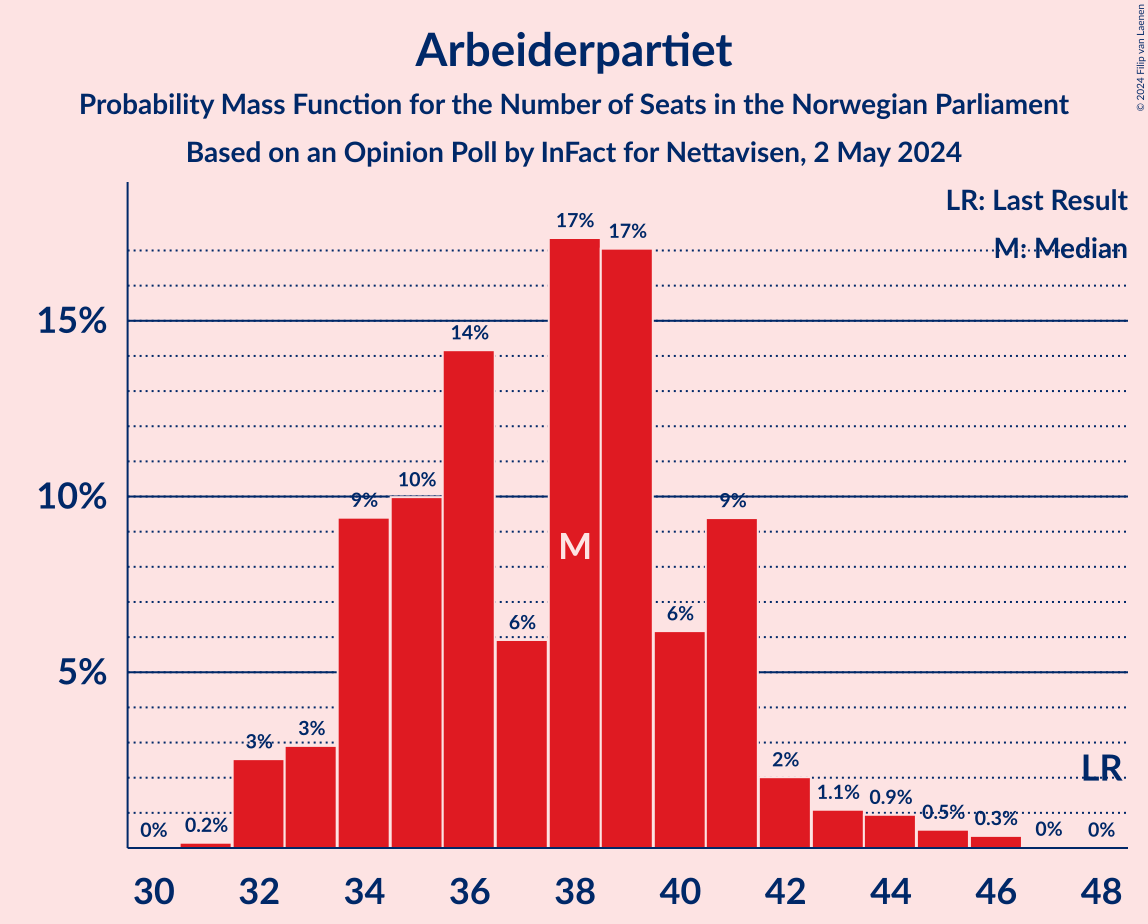 Arbeiderpartiet
Probability Mass Function for the Number of Seats in the Norwegian Parliament
Based on an Opinion Poll by InFact for Nettavisen, 2 May 2024
© 2024 Filip van Laenen
LR: Last Result
M: Median
15%
10%
5%
0%
0.2%
3%
3%
9%
10%
14%
6%
17%
17%
6%
9%
2%
1.1%
0.9%
0.5%
0.3%
0%
0%
M
LR
30 32 34 36 38 40 42 44 46 48